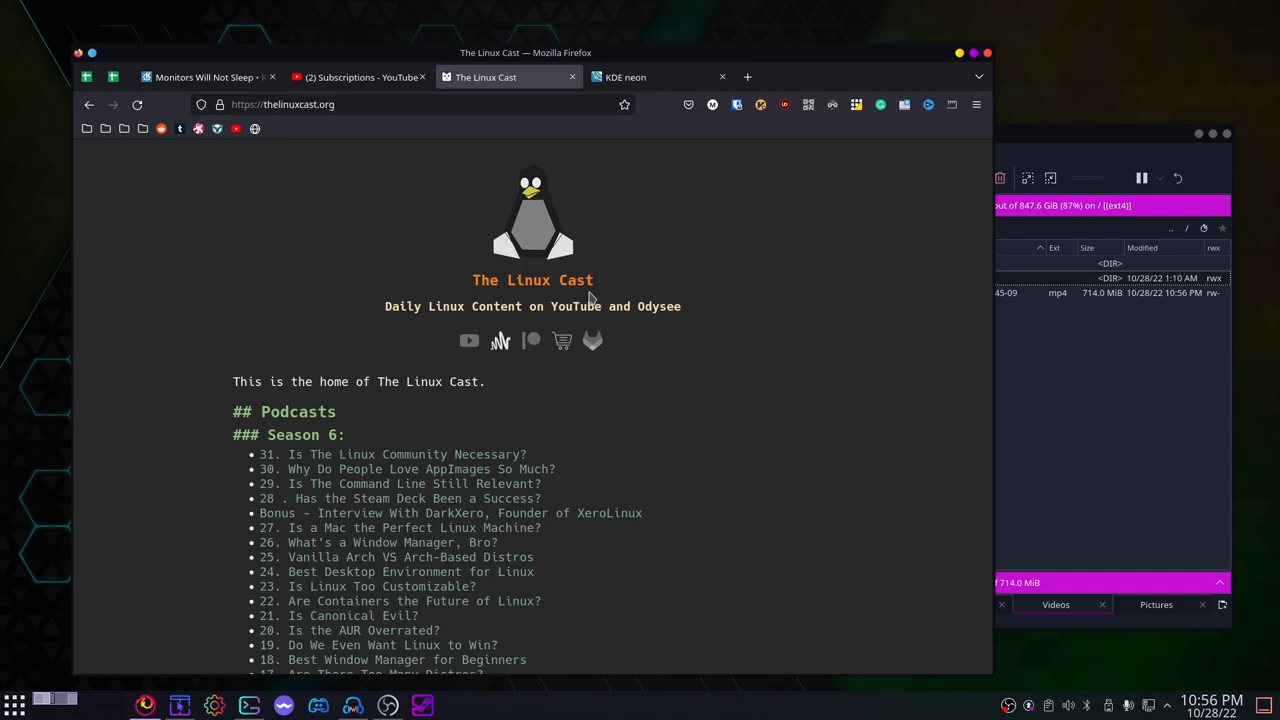 The Linux Cast — Mozilla Firefox
Monitors Will Not Sleep •
(2) Subscriptions - YouTube
The Linux Cast
KDE neon
https://thelinuxcast.org
The Linux Cast
Daily Linux Content on YouTube and Odysee
This is the home of The Linux Cast.
## Podcasts
### Season 6:
31. Is The Linux Community Necessary?
30. Why Do People Love AppImages So Much?
29. Is The Command Line Still Relevant?
28 . Has the Steam Deck Been a Success?
Bonus - Interview With DarkXero, Founder of XeroLinux
27. Is a Mac the Perfect Linux Machine?
26. What's a Window Manager, Bro?
25. Vanilla Arch VS Arch-Based Distros
24. Best Desktop Environment for Linux
23. Is Linux Too Customizable?
22. Are Containers the Future of Linux?
21. Is Canonical Evil?
20. Is the AUR Overrated?
19. Do We Even Want Linux to Win?
18. Best Window Manager for Beginners
17. Are There Too Many Distros?
out of 847.6 GiB (87%) on / [(ext4)]
.. /
Ext Size Modified rwx
<DIR>
<DIR> 10/28/22 1:10 AM rwx
45-09 mp4 714.0 MiB 10/28/22 10:56 PM rw-
of 714.0 MiB
Videos
Pictures
10:56 PM
10/28/22